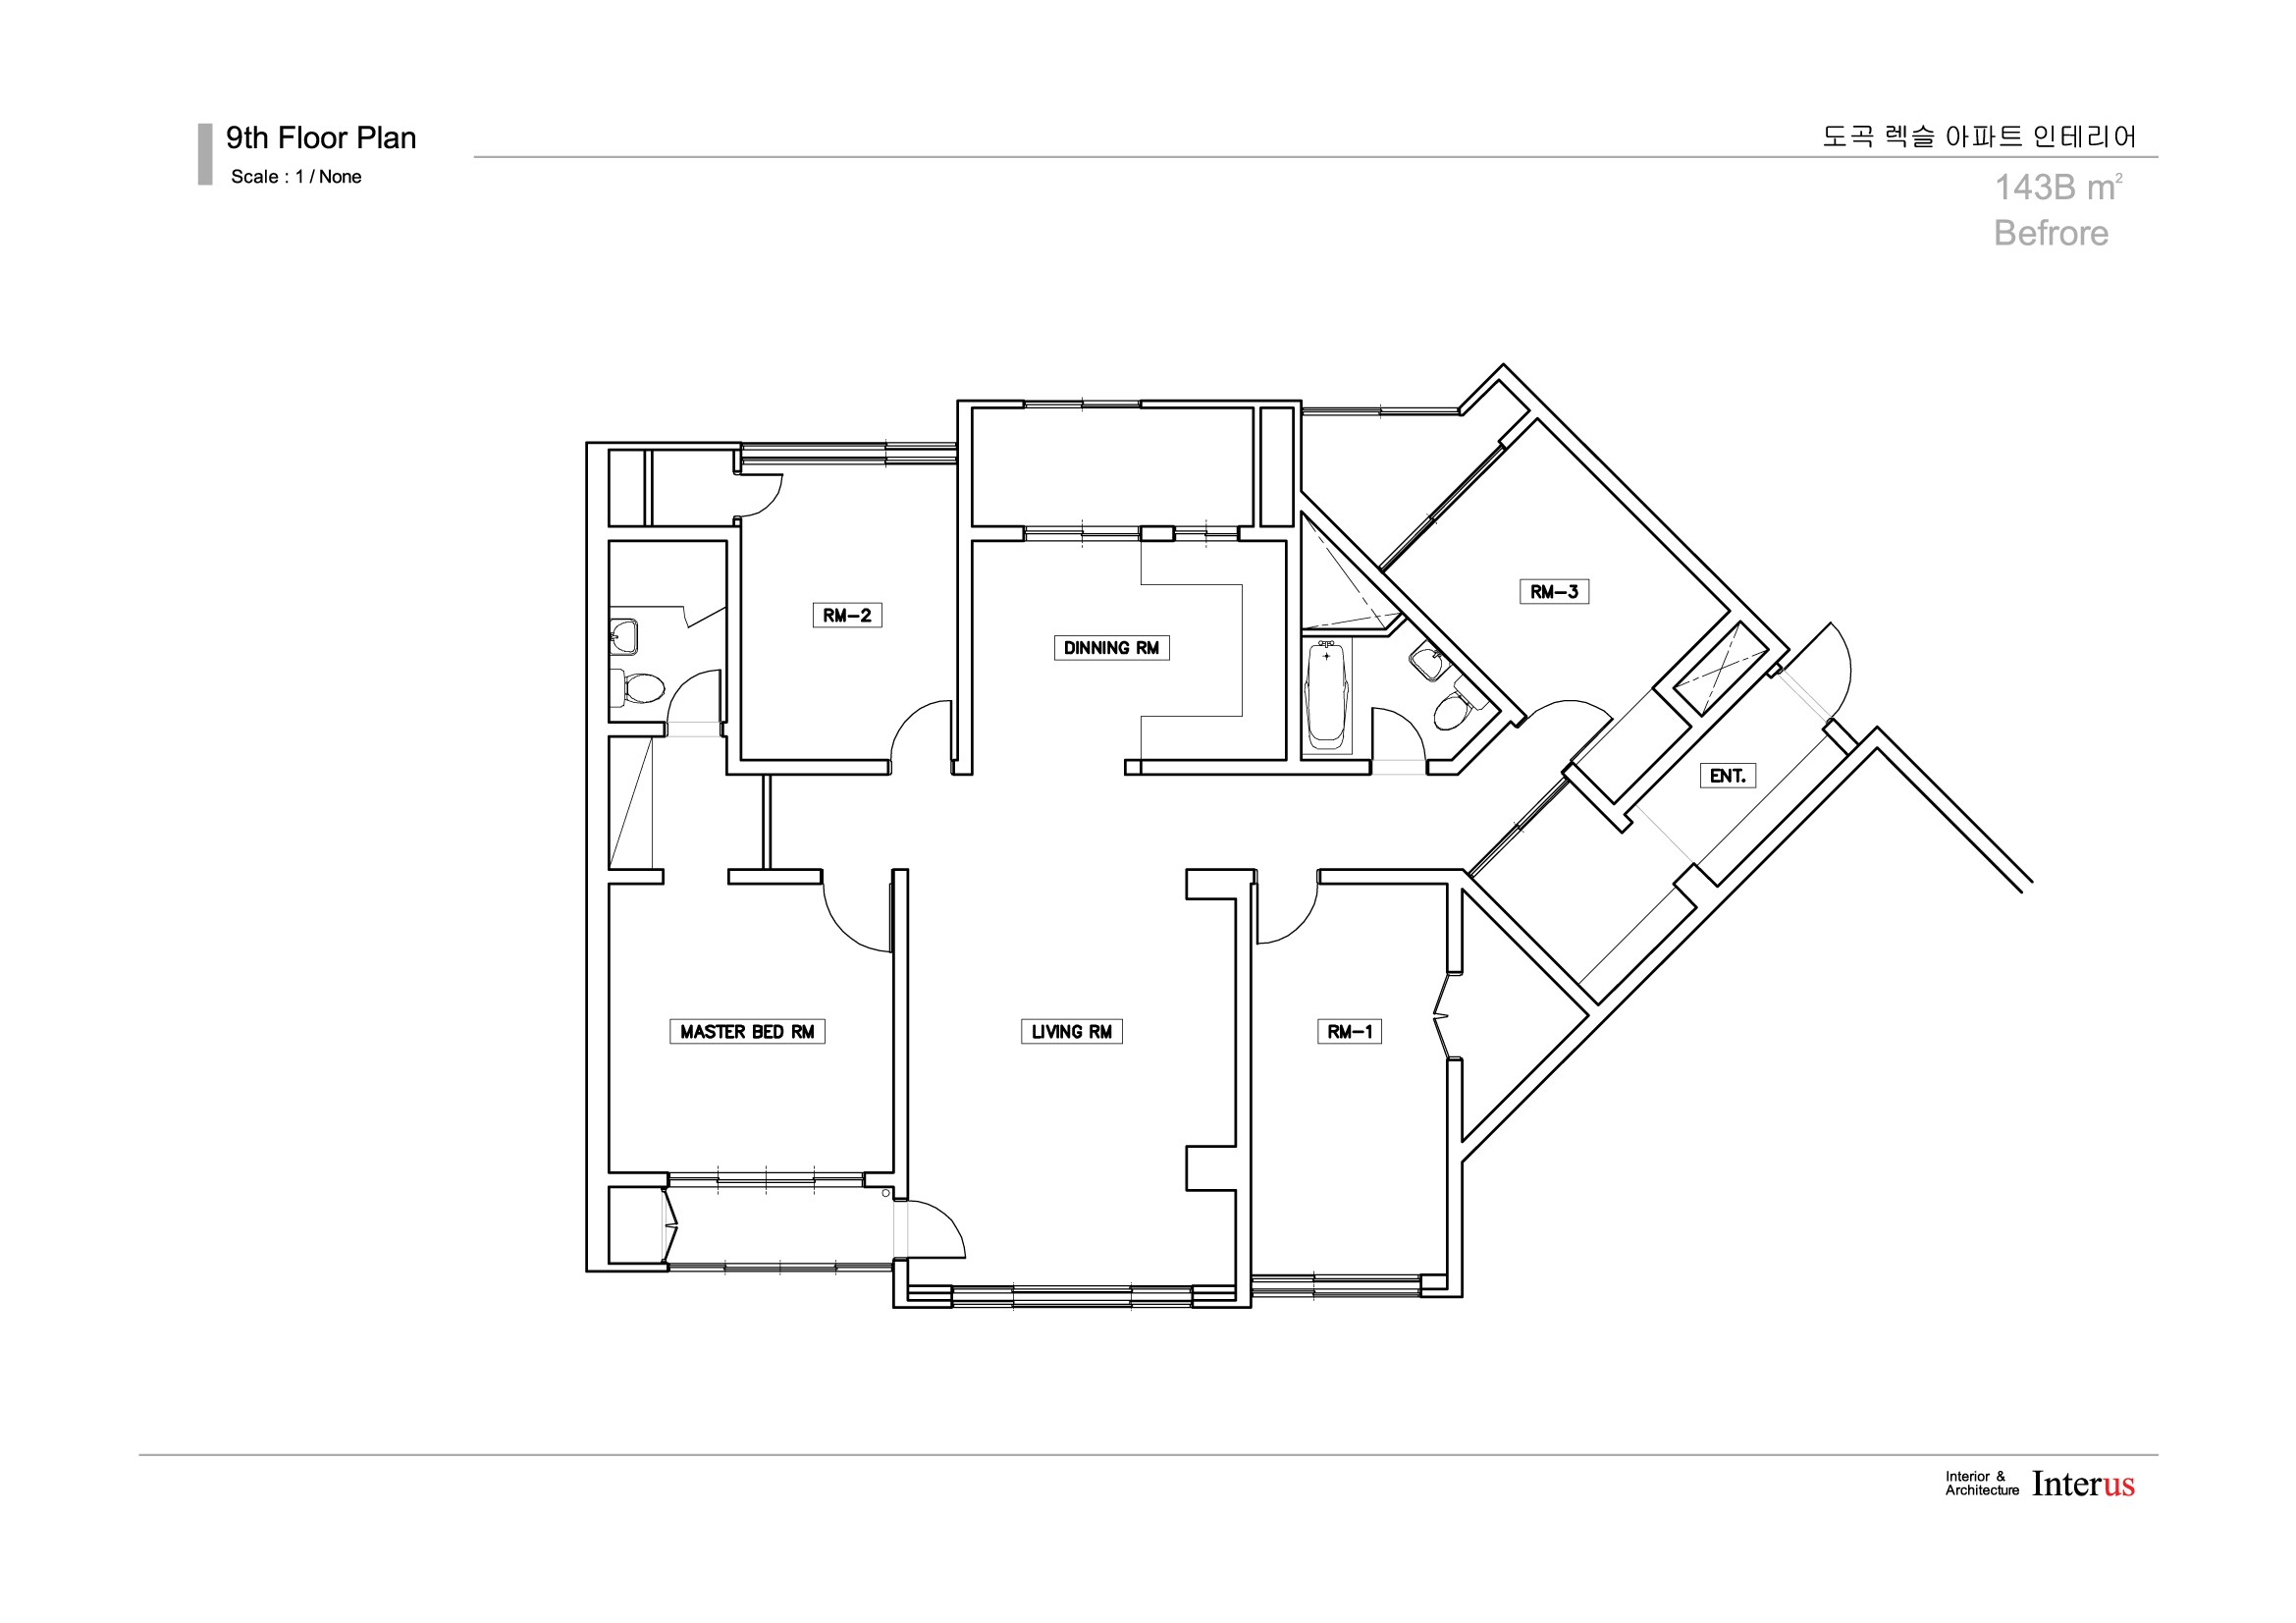 9th Floor Plan
Scale : 1 / None
도곡 렉슬 아파트 인테리어
143B m²
Befrore
RM-2
RM-3
DINNING RM
ENT.
MASTER BED RM
LIVING RM
RM-1
Interior &
Architecture
Interus